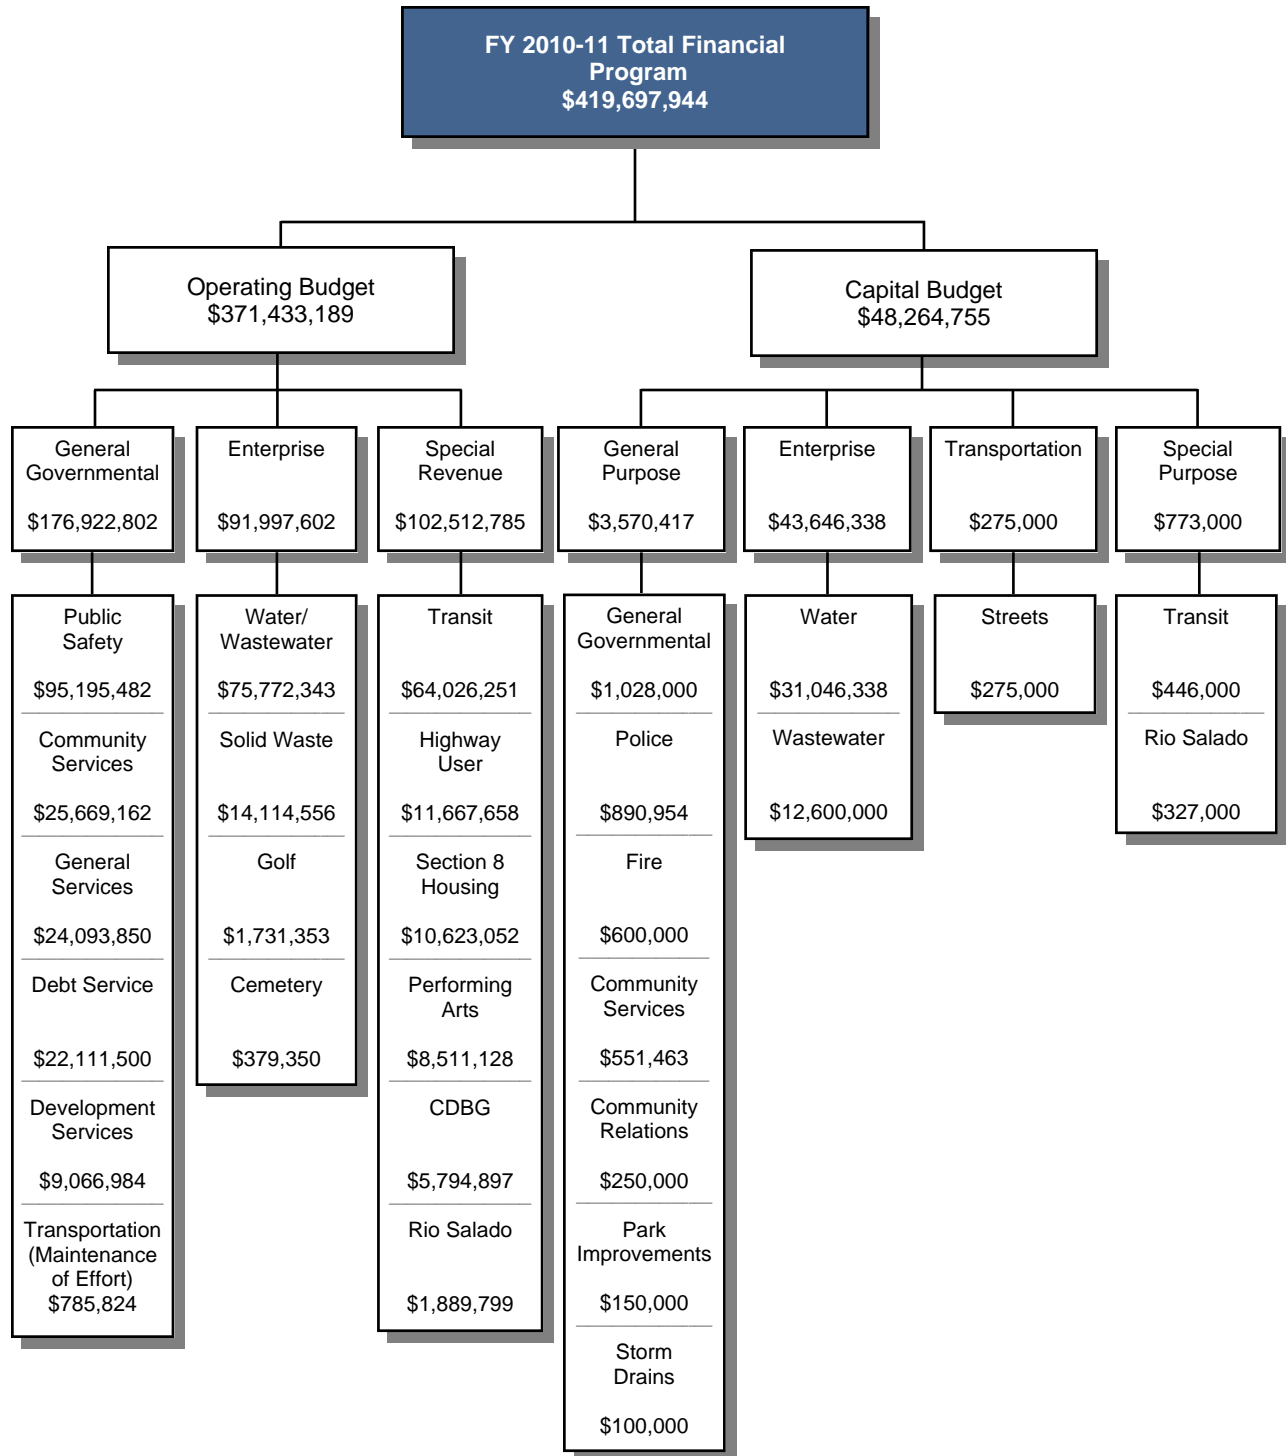 FY 2010-11 Total Financial
Program
$419,697,944
Operating Budget
$371,433,189
Capital Budget
$48,264,755
General
Governmental
$176,922,802
Enterprise
$91,997,602
Special
Revenue
$102,512,785
General
Purpose
$3,570,417
Enterprise
$43,646,338
Transportation
$275,000
Special
Purpose
$773,000
Public
Safety
$95,195,482
Community
Services
$25,669,162
General
Services
$24,093,850
Debt Service
$22,111,500
Development
Services
$9,066,984
Transportation
(Maintenance
of Effort)
$785,824
Water/
Wastewater
$75,772,343
Solid Waste
$14,114,556
Golf
$1,731,353
Cemetery
$379,350
Transit
$64,026,251
Highway
User
$11,667,658
Section 8
Housing
$10,623,052
Performing
Arts
$8,511,128
CDBG
$5,794,897
Rio Salado
$1,889,799
General
Governmental
$1,028,000
Police
$890,954
Fire
$600,000
Community
Services
$551,463
Community
Relations
$250,000
Park
Improvements
$150,000
Storm
Drains
$100,000
Water
$31,046,338
Wastewater
$12,600,000
Streets
$275,000
Transit
$446,000
Rio Salado
$327,000